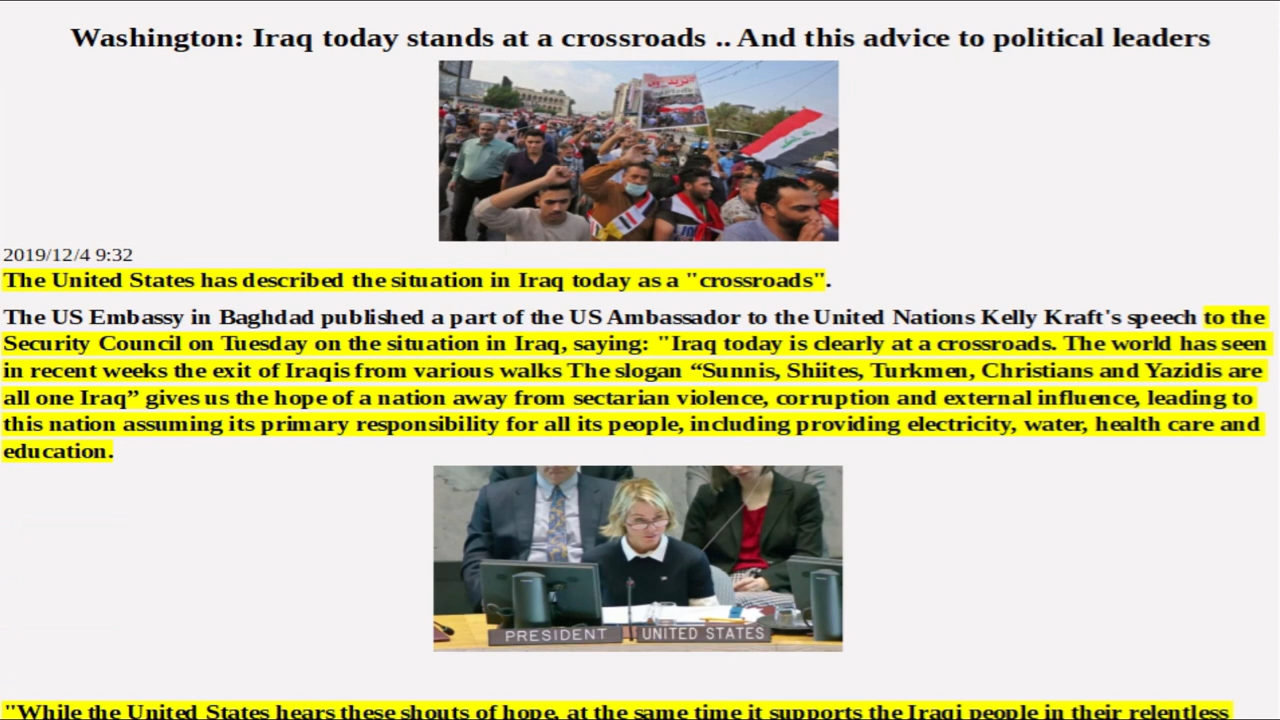 Washington: Iraq today stands at a crossroads .. And this advice to political leaders
2019/12/4 9:32
The United States has described the situation in Iraq today as a "crossroads".
The US Embassy in Baghdad published a part of the US Ambassador to the United Nations Kelly Kraft's speech to the
Security Council on Tuesday on the situation in Iraq, saying: "Iraq today is clearly at a crossroads. The world has seen
in recent weeks the exit of Iraqis from various walks The slogan “Sunnis, Shiites, Turkmen, Christians and Yazidis are
all one Iraq” gives us the hope of a nation away from sectarian violence, corruption and external influence, leading to
this nation assuming its primary responsibility for all its people, including providing electricity, water, health care and
education.
PRESIDENT UNITED STATES
"While the United States hears these shouts of hope, at the same time it supports the Iraqi people in their relentless